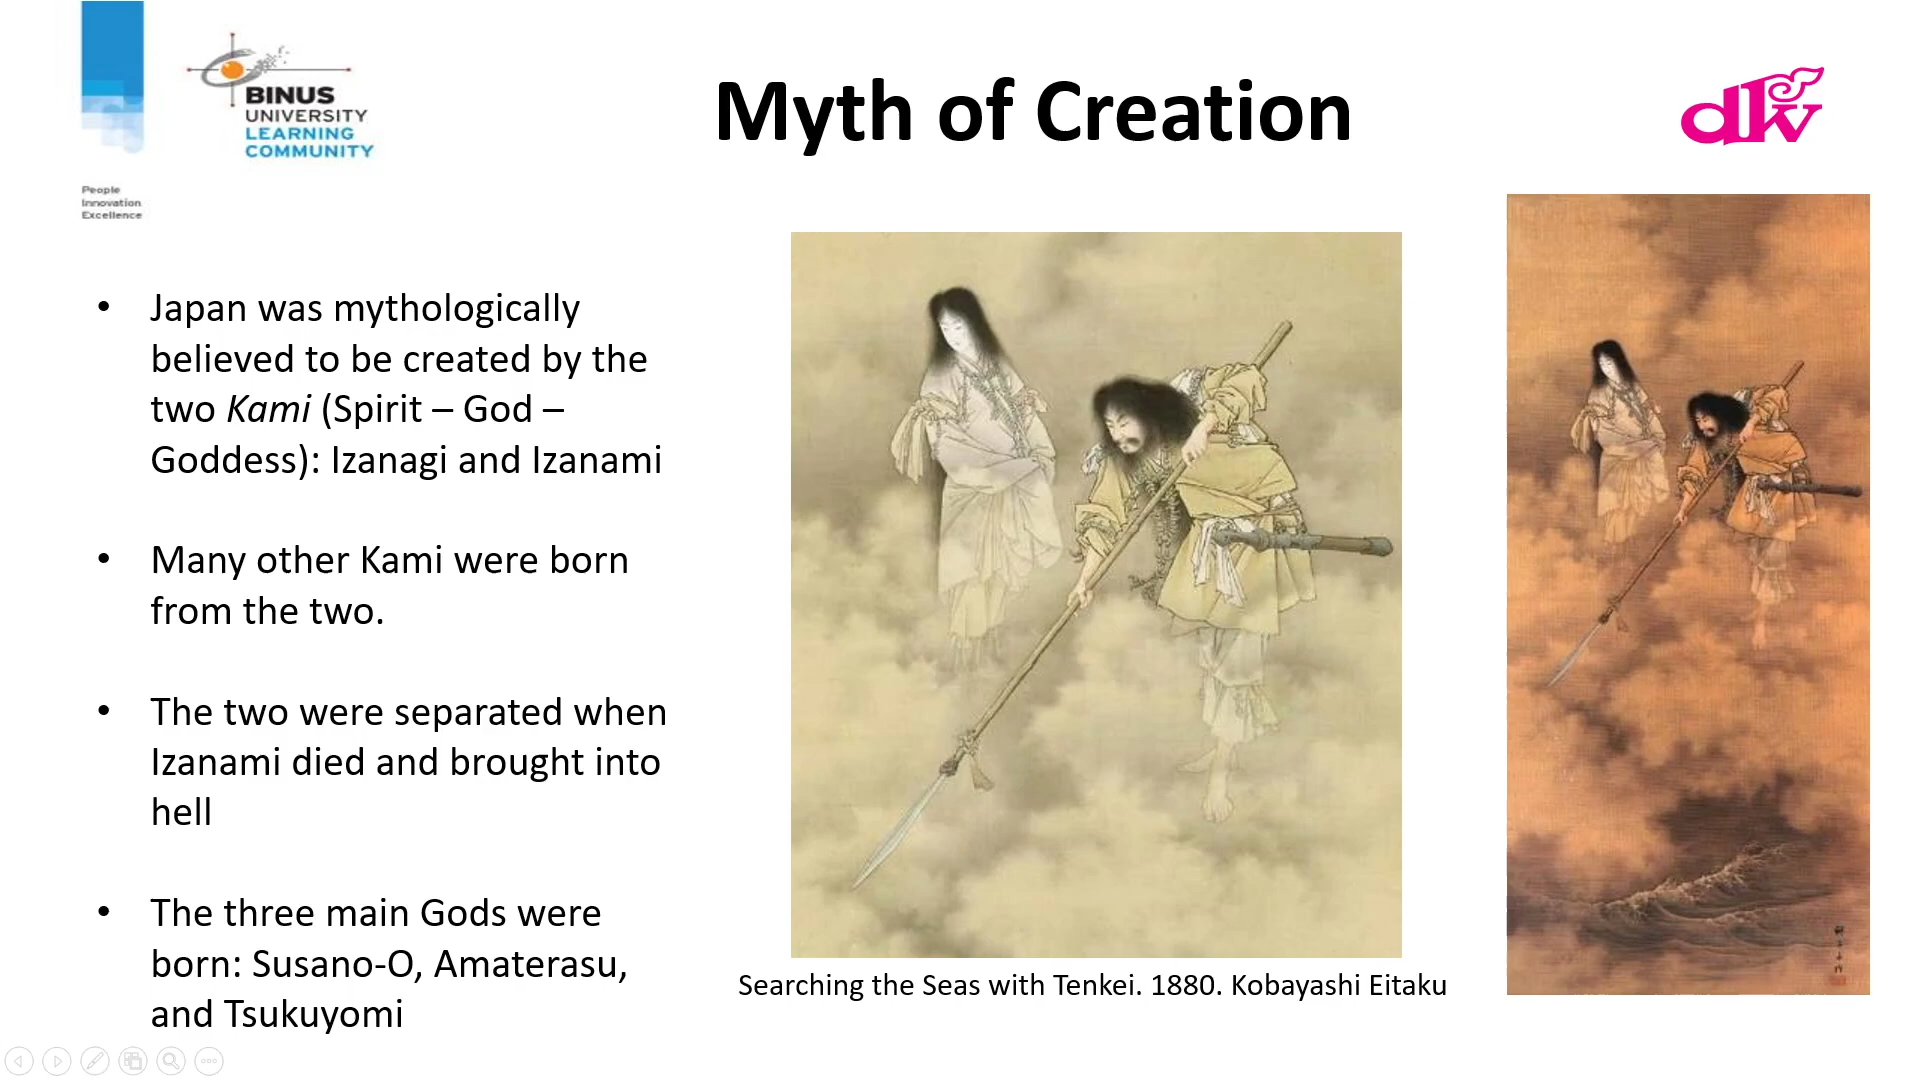 BINUS
UNIVERSITY
LEARNING
COMMUNITY
People
Innovation
Excellence
Myth of Creation
dkv
• Japan was mythologically
believed to be created by the
two Kami (Spirit – God –
Goddess): Izanagi and Izanami
• Many other Kami were born
from the two.
• The two were separated when
Izanami died and brought into
hell
• The three main Gods were
born: Susano-O, Amaterasu,
and Tsukuyomi
Searching the Seas with Tenkei. 1880. Kobayashi Eitaku